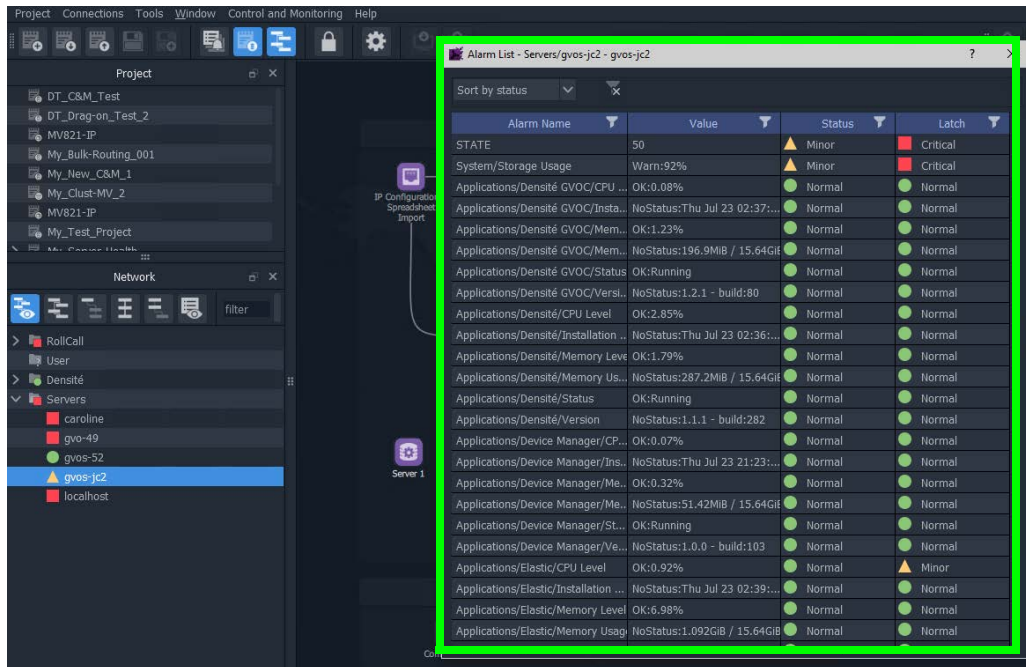 Project Connections Tools Window Control and Monitoring Help
Project
DT_C&M_Test
DT_Drag-on_Test_2
MV821-IP
My_Bulk-Routing_001
My_New_C&M_1
My_Clust-MV_2
MV821-IP
My_Test_Project
My_Server_Health
Network
filter
RollCall
User
Densité
Servers
caroline
gvo-49
gvos-52
gvos-jc2
localhost
IP Configuration
Spreadsheet
Import
Server 1
Con
Alarm List - Servers/gvos-jc2 - gvos-jc2 ?
Sort by status
Alarm Name Value Status Latch
STATE 50 Minor Critical
System/Storage Usage Warn:92% Minor Critical
Applications/Densité GVOC/CPU ... OK:0.08% Normal Normal
Applications/Densité GVOC/Insta... NoStatus:Thu Jul 23 02:37:... Normal Normal
Applications/Densité GVOC/Mem... OK:1.23% Normal Normal
Applications/Densité GVOC/Mem... NoStatus:196.9MiB / 15.64GiB Normal Normal
Applications/Densité GVOC/Status OK:Running Normal Normal
Applications/Densité GVOC/Versi... NoStatus:1.2.1 - build:80 Normal Normal
Applications/Densité/CPU Level OK:2.85% Normal Normal
Applications/Densité/Installation ... NoStatus:Thu Jul 23 02:36:... Normal Normal
Applications/Densité/Memory Leve OK:1.79% Normal Normal
Applications/Densité/Memory Us... NoStatus:287.2MiB / 15.64GiB Normal Normal
Applications/Densité/Status OK:Running Normal Normal
Applications/Densité/Version NoStatus:1.1.1 - build:282 Normal Normal
Applications/Device Manager/CP... OK:0.07% Normal Normal
Applications/Device Manager/Ins... NoStatus:Thu Jul 23 21:23:... Normal Normal
Applications/Device Manager/Me... OK:0.32% Normal Normal
Applications/Device Manager/Me... NoStatus:51.42MiB / 15.64GiB Normal Normal
Applications/Device Manager/St... OK:Running Normal Normal
Applications/Device Manager/Ve... NoStatus:1.0.0 - build:103 Normal Normal
Applications/Elastic/CPU Level OK:0.92% Normal Minor
Applications/Elastic/Installation ... NoStatus:Thu Jul 23 02:39:... Normal Normal
Applications/Elastic/Memory Level OK:6.98% Normal Normal
Applications/Elastic/Memory Usag NoStatus:1.092GiB / 15.64GiB Normal Normal